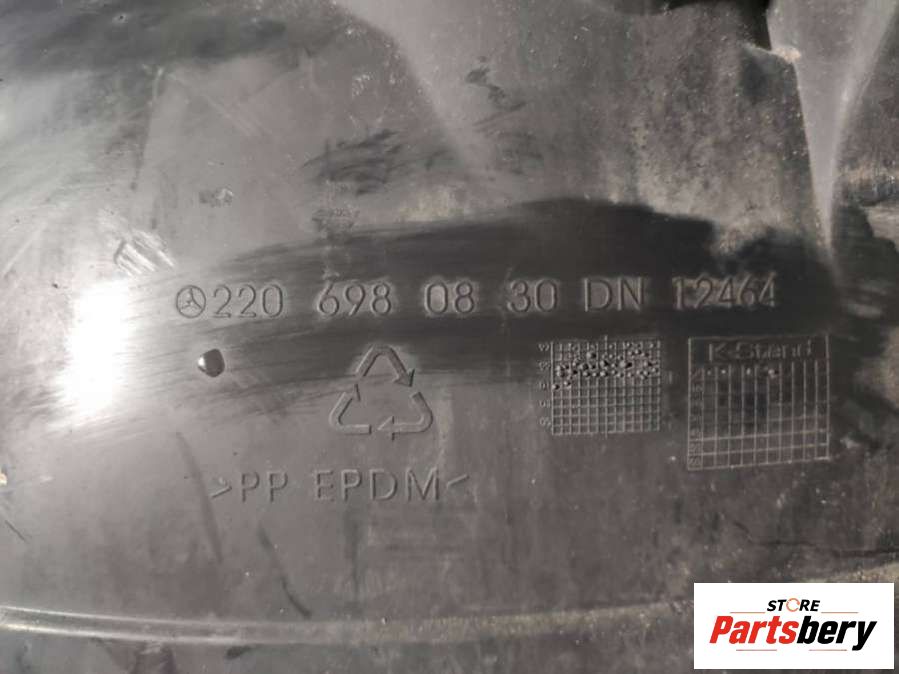 220 698 08 30 DN 12464
K-Stand
>PP EPDM<
STORE
Partsbery